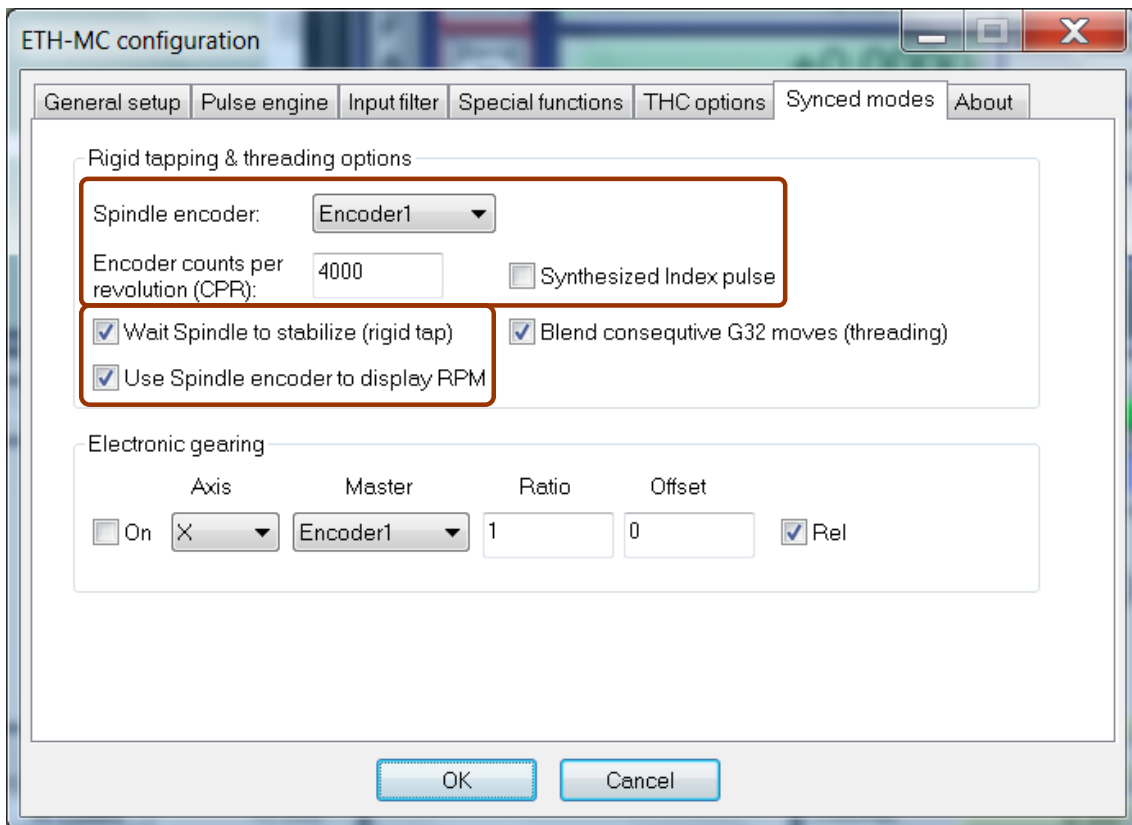 ETH-MC configuration
General setup Pulse engine Input filter Special functions THC options Synced modes About
Rigid tapping & threading options
Spindle encoder: Encoder1
Encoder counts per
revolution (CPR): 4000 Synthesized Index pulse
Wait Spindle to stabilize (rigid tap) Blend consequtive G32 moves (threading)
Use Spindle encoder to display RPM
Electronic gearing
Axis Master Ratio Offset
On X Encoder1 1 0 Rel
OK Cancel